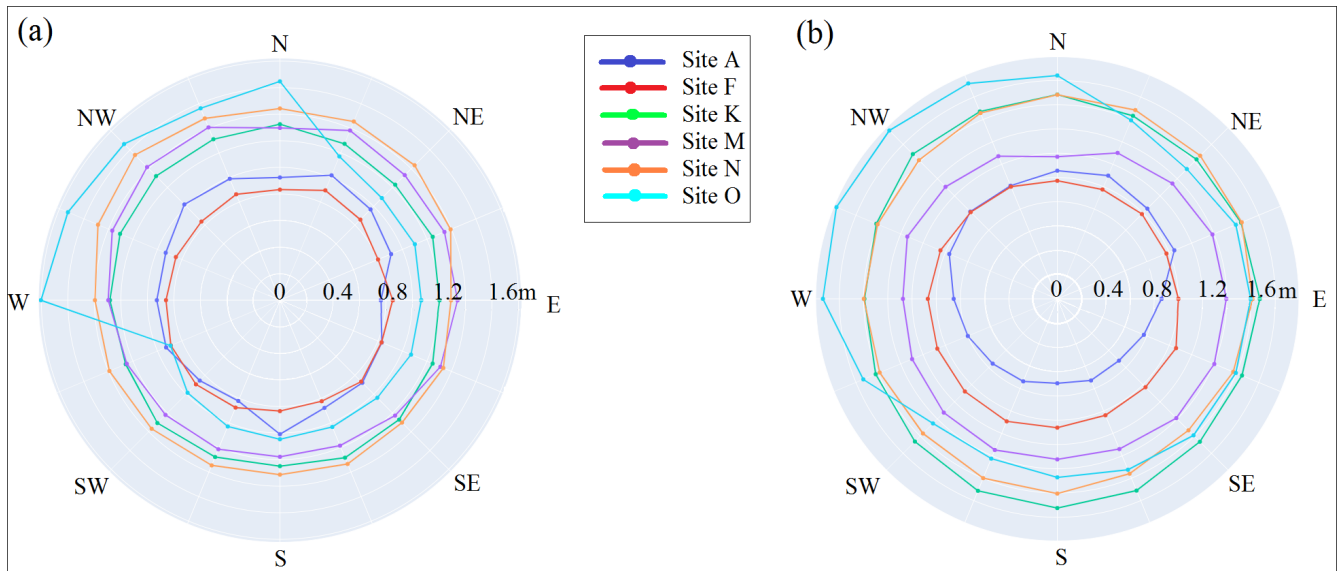 (a)
N
NW
NE
W
0 0.4 0.8 1.2 1.6m
E
SW
SE
S
Site A
Site F
Site K
Site M
Site N
Site O
(b)
N
NW
NE
W
0 0.4 0.8 1.2 1.6m
E
SW
SE
S